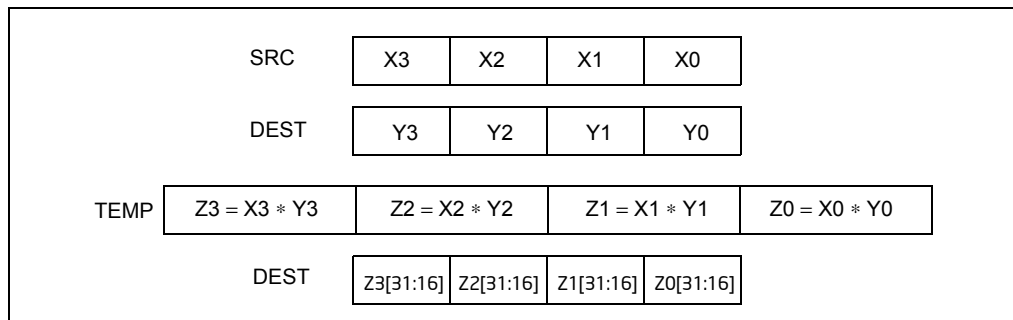 SRC X3 X2 X1 X0
DEST Y3 Y2 Y1 Y0
TEMP Z3 = X3 * Y3 Z2 = X2 * Y2 Z1 = X1 * Y1 Z0 = X0 * Y0
DEST Z3[31:16] Z2[31:16] Z1[31:16] Z0[31:16]